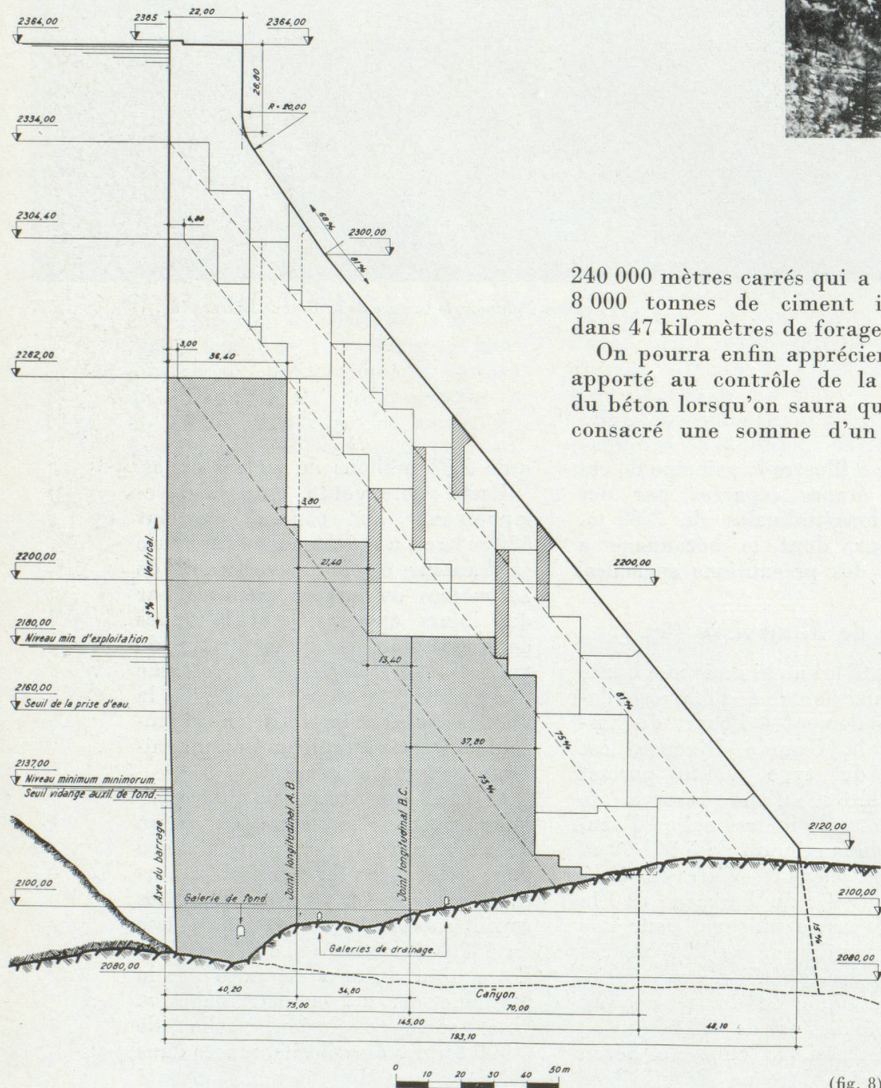 22,00
2364,00
2365
2364,00
26,80
R = 20,00
2334,00
2304,40
4,80
68%
81%
2300,00
240 000 mètres carrés qui a
8 000 tonnes de ciment i
dans 47 kilomètres de forage
On pourra enfin apprécier
apporté au contrôle de la
du béton lorsqu'on saura qu
consacré une somme d'un
2262,00
3,00
36,40
3,80
3%
Vertical
2200,00
21,40
2200,00
2180,00
Niveau min. d'exploitation
13,40
2160,00
Seuil de la prise d'eau.
81%
75%
75%
37,80
2137,00
Niveau minimum minimorum.
Seuil vidange auxil de fond.
Axe du barrage
Joint longitudinal A.B
Joint longitudinal B.C.
2120,00
2100,00
Galerie de fond
2100,00
Galeries de drainage.
15%
2080,00
2080,00
40,20
34,80
Cañyon
75,00
70,00
145,00
48,10
193,10
0 10 20 30 40 50m
(fig. 8)